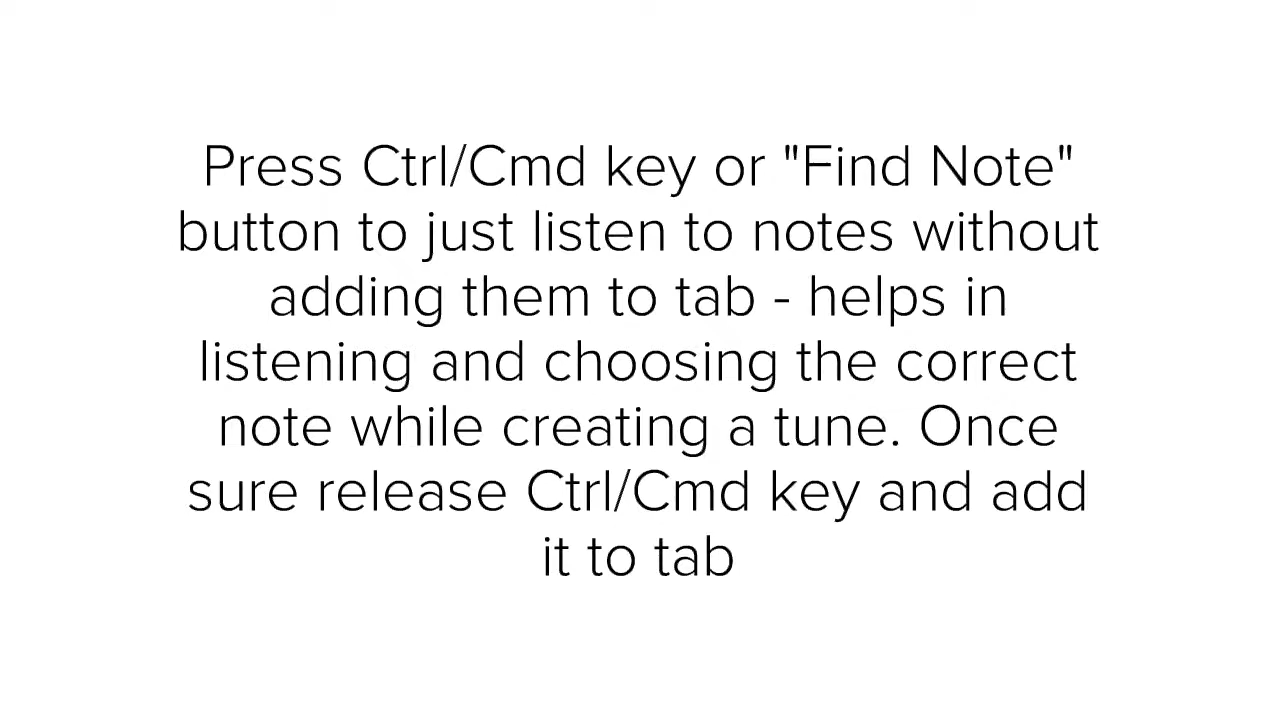 Press Ctrl/Cmd key or "Find Note"
button to just listen to notes without
adding them to tab - helps in
listening and choosing the correct
note while creating a tune. Once
sure release Ctrl/Cmd key and add
it to tab